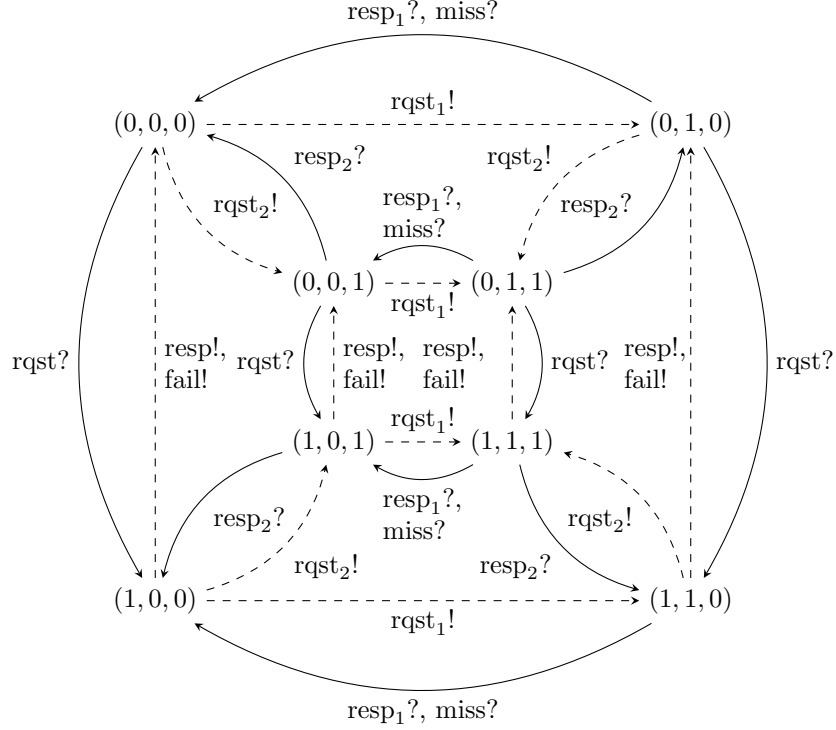 resp₁?, miss?
(0, 0, 0)
rqst₁!
(0, 1, 0)
resp₂?
rqst₂!
rqst₂!
resp₁?,
miss?
resp₂?
(0, 0, 1)
(0, 1, 1)
rqst₁!
rqst?
resp!,
fail!
rqst?
resp!,
fail!
resp!,
fail!
rqst?
resp!,
fail!
rqst?
rqst₁!
(1, 0, 1)
(1, 1, 1)
resp₁?,
miss?
resp₂?
rqst₂!
rqst₂!
resp₂?
(1, 0, 0)
rqst₁!
(1, 1, 0)
resp₁?, miss?